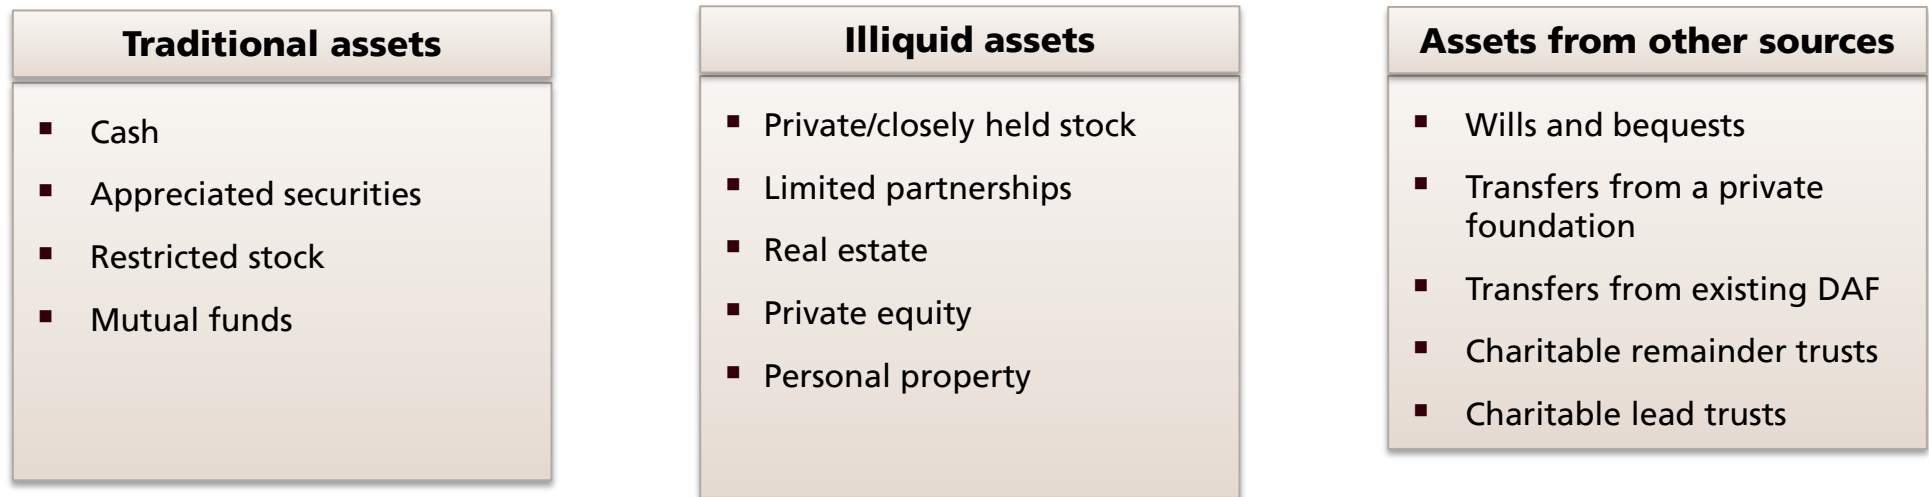 Traditional assets
▪ Cash
▪ Appreciated securities
▪ Restricted stock
▪ Mutual funds
Illiquid assets
▪ Private/closely held stock
▪ Limited partnerships
▪ Real estate
▪ Private equity
▪ Personal property
Assets from other sources
▪ Wills and bequests
▪ Transfers from a private
foundation
▪ Transfers from existing DAF
▪ Charitable remainder trusts
▪ Charitable lead trusts